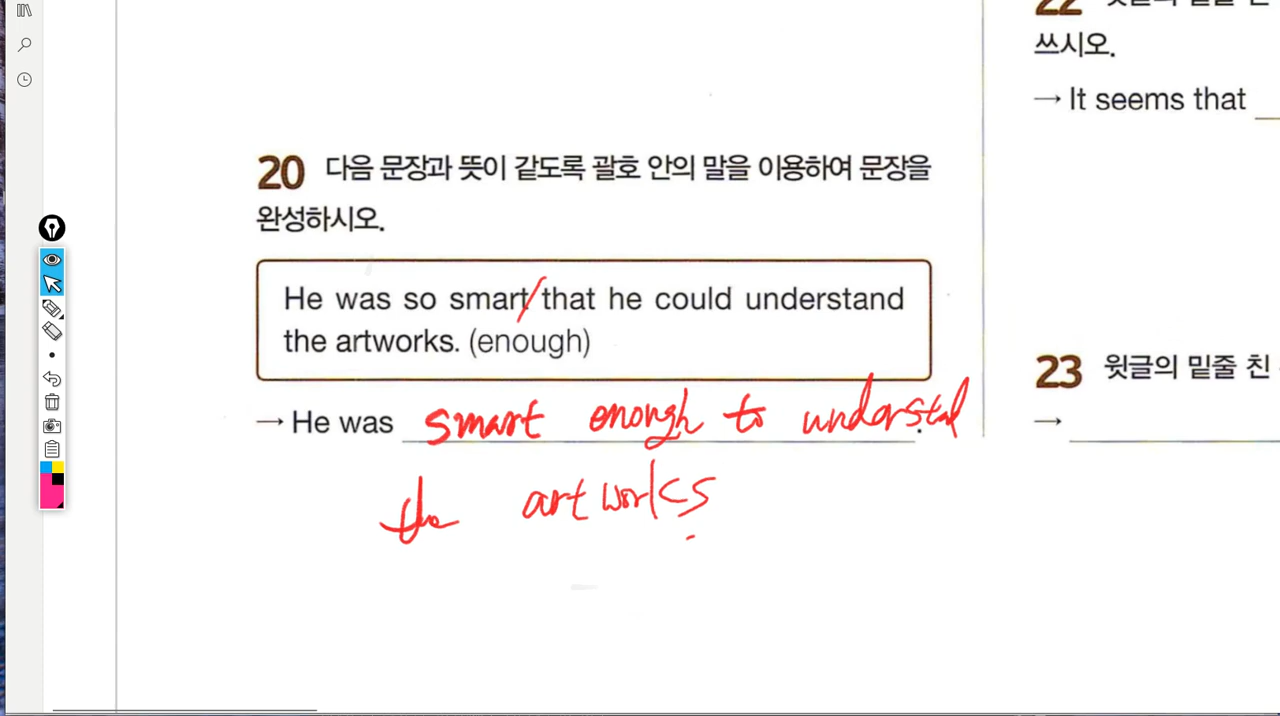 쓰시오.
→ It seems that
20 다음 문장과 뜻이 같도록 괄호 안의 말을 이용하여 문장을
완성하시오.
He was so smart/that he could understand
the artworks. (enough)
→ He was smart enough to understad.
the artworks
23 윗글의 밑줄 친
→